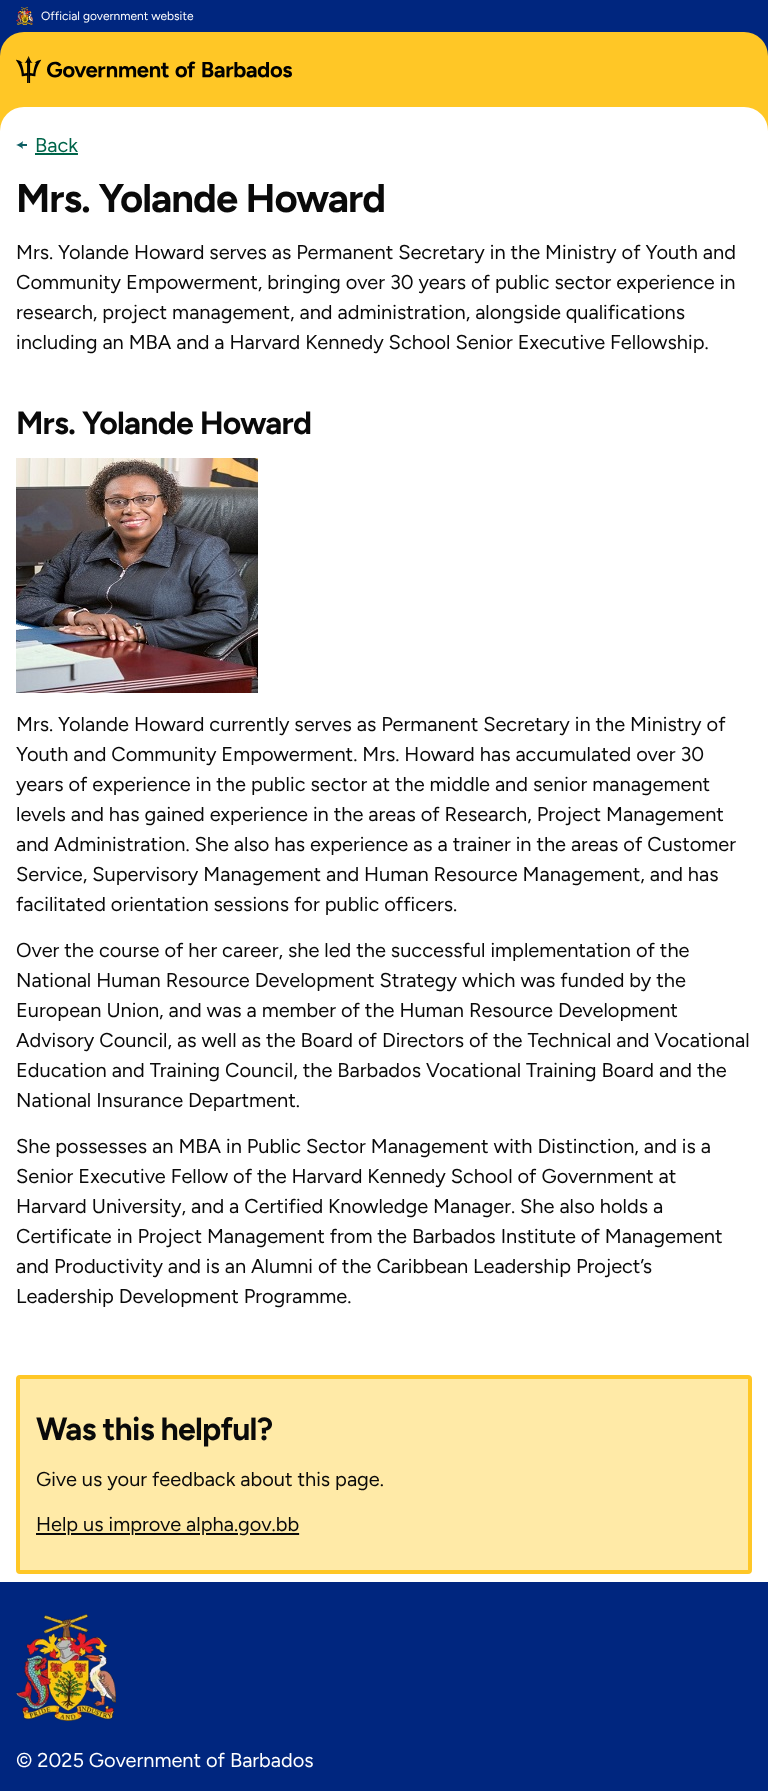 Official government website
Government of Barbados
Back
Mrs. Yolande Howard
Mrs. Yolande Howard serves as Permanent Secretary in the Ministry of Youth and
Community Empowerment, bringing over 30 years of public sector experience in
research, project management, and administration, alongside qualifications
including an MBA and a Harvard Kennedy School Senior Executive Fellowship.
Mrs. Yolande Howard
Mrs. Yolande Howard currently serves as Permanent Secretary in the Ministry of
Youth and Community Empowerment. Mrs. Howard has accumulated over 30
years of experience in the public sector at the middle and senior management
levels and has gained experience in the areas of Research, Project Management
and Administration. She also has experience as a trainer in the areas of Customer
Service, Supervisory Management and Human Resource Management, and has
facilitated orientation sessions for public officers.
Over the course of her career, she led the successful implementation of the
National Human Resource Development Strategy which was funded by the
European Union, and was a member of the Human Resource Development
Advisory Council, as well as the Board of Directors of the Technical and Vocational
Education and Training Council, the Barbados Vocational Training Board and the
National Insurance Department.
She possesses an MBA in Public Sector Management with Distinction, and is a
Senior Executive Fellow of the Harvard Kennedy School of Government at
Harvard University, and a Certified Knowledge Manager. She also holds a
Certificate in Project Management from the Barbados Institute of Management
and Productivity and is an Alumni of the Caribbean Leadership Project’s
Leadership Development Programme.
Was this helpful?
Give us your feedback about this page.
Help us improve alpha.gov.bb
PRIDE AND INDUSTRY
© 2025 Government of Barbados